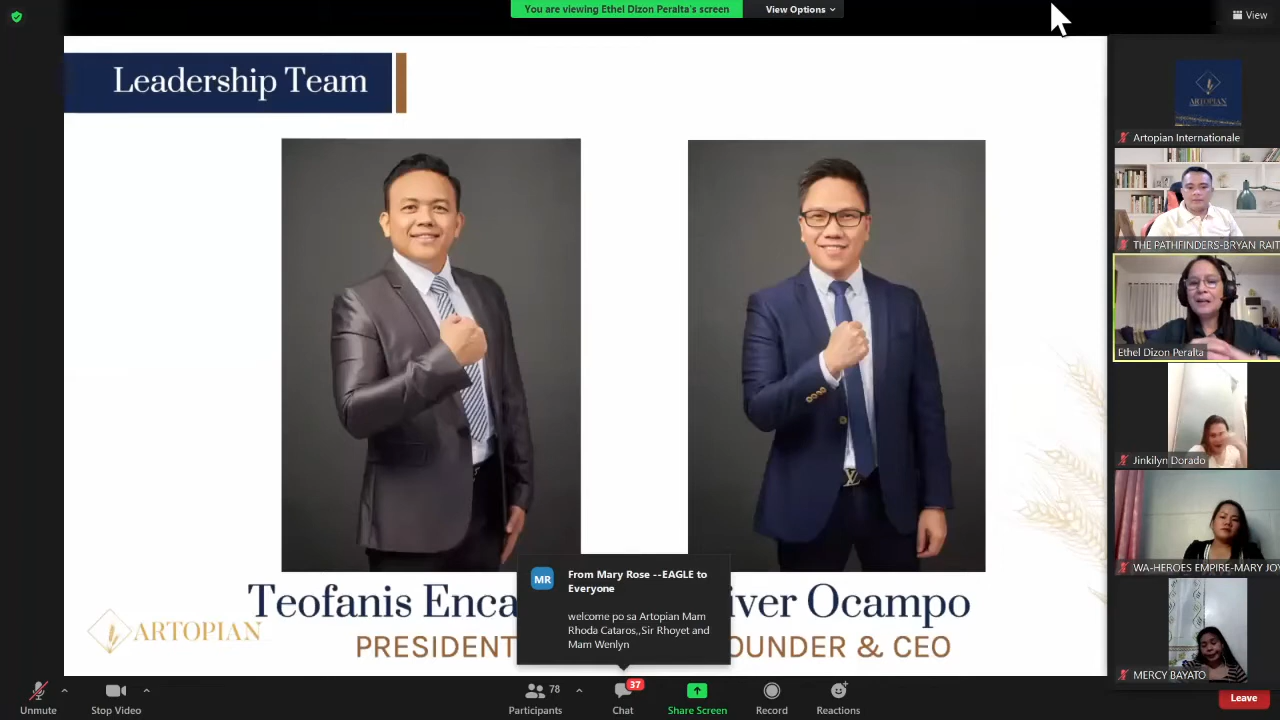 You are viewing Ethel Dizon Peralta's screen
View Options
View
Leadership Team
ARTOPIAN
Artopian Internationale
THE PATHFINDERS-BRYAN RAIT
Ethel Dizon Peralta
Jinkilyn Dorado
WA-HEROES EMPIRE-MARY JOY
MERCY BAYATO
Teofanis Enca
iver Ocampo
PRESIDENT
OUNDER & CEO
ARTOPIAN
MR
From Mary Rose --EAGLE to
Everyone
welcome po sa Artopian Mam
Rhoda Cataros,,Sir Rhoyet and
Mam Wenlyn
Unmute
Stop Video
Participants
78
Chat
37
Share Screen
Record
Reactions
Leave